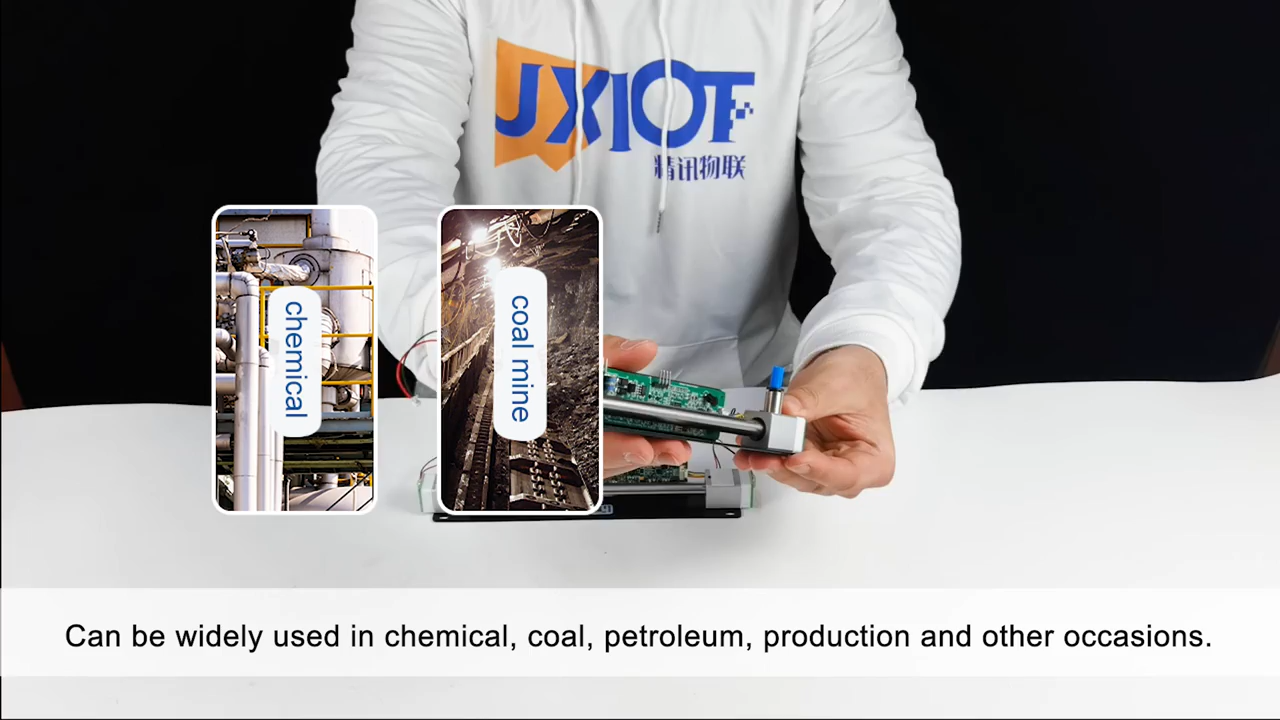 JXIOT
精讯物联
chemical
coal mine
Can be widely used in chemical, coal, petroleum, production and other occasions.